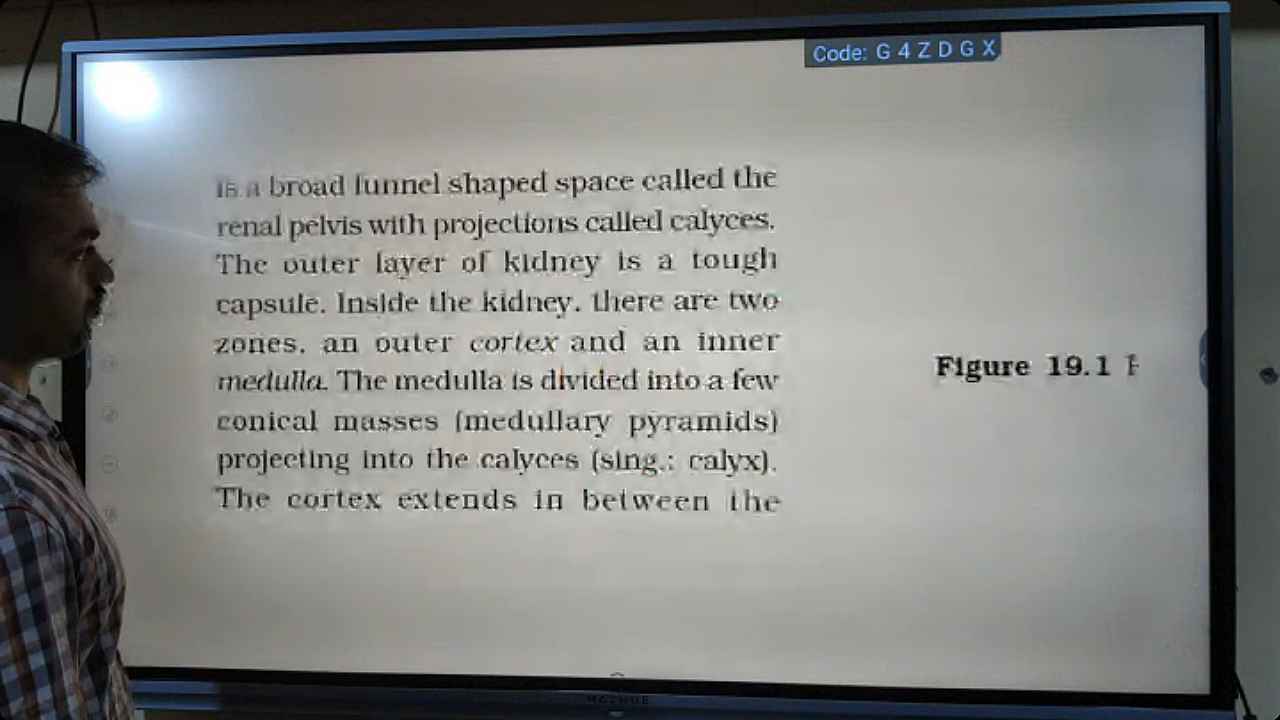 Code: G 4 Z D G X
is a broad funnel shaped space called the
renal pelvis with projections called calyces.
The outer layer of kidney is a tough
capsule. Inside the kidney, there are two
zones, an outer cortex and an inner
medulla. The medulla is divided into a few
conical masses (medullary pyramids)
projecting into the calyces (sing.: calyx).
The cortex extends in between the
Figure 19.1